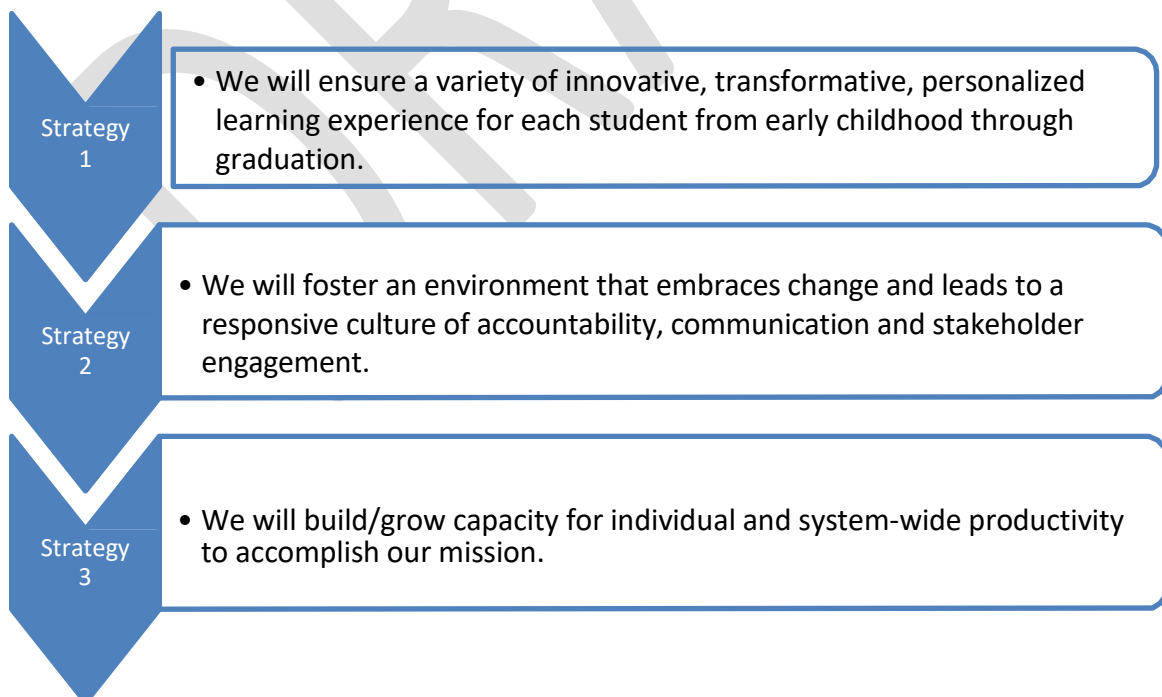 Strategy
1
• We will ensure a variety of innovative, transformative, personalized
learning experience for each student from early childhood through
graduation.
Strategy
2
• We will foster an environment that embraces change and leads to a
responsive culture of accountability, communication and stakeholder
engagement.
Strategy
3
• We will build/grow capacity for individual and system-wide productivity
to accomplish our mission.